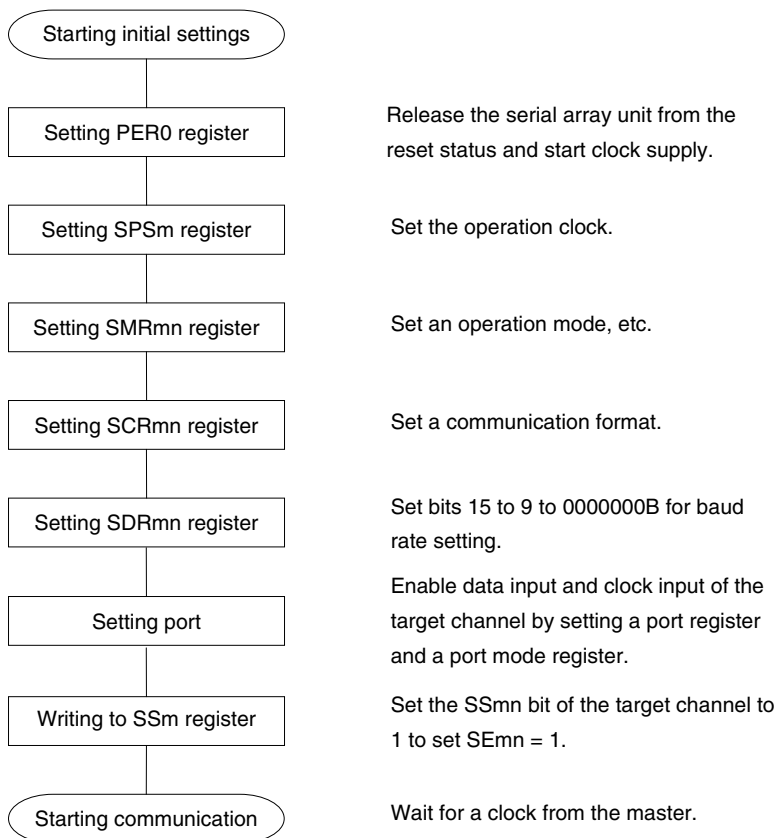 Starting initial settings
Setting PER0 register
Release the serial array unit from the
reset status and start clock supply.
Setting SPSm register
Set the operation clock.
Setting SMRmn register
Set an operation mode, etc.
Setting SCRmn register
Set a communication format.
Setting SDRmn register
Set bits 15 to 9 to 0000000B for baud
rate setting.
Setting port
Enable data input and clock input of the
target channel by setting a port register
and a port mode register.
Writing to SSm register
Set the SSmn bit of the target channel to
1 to set SEmn = 1.
Starting communication
Wait for a clock from the master.